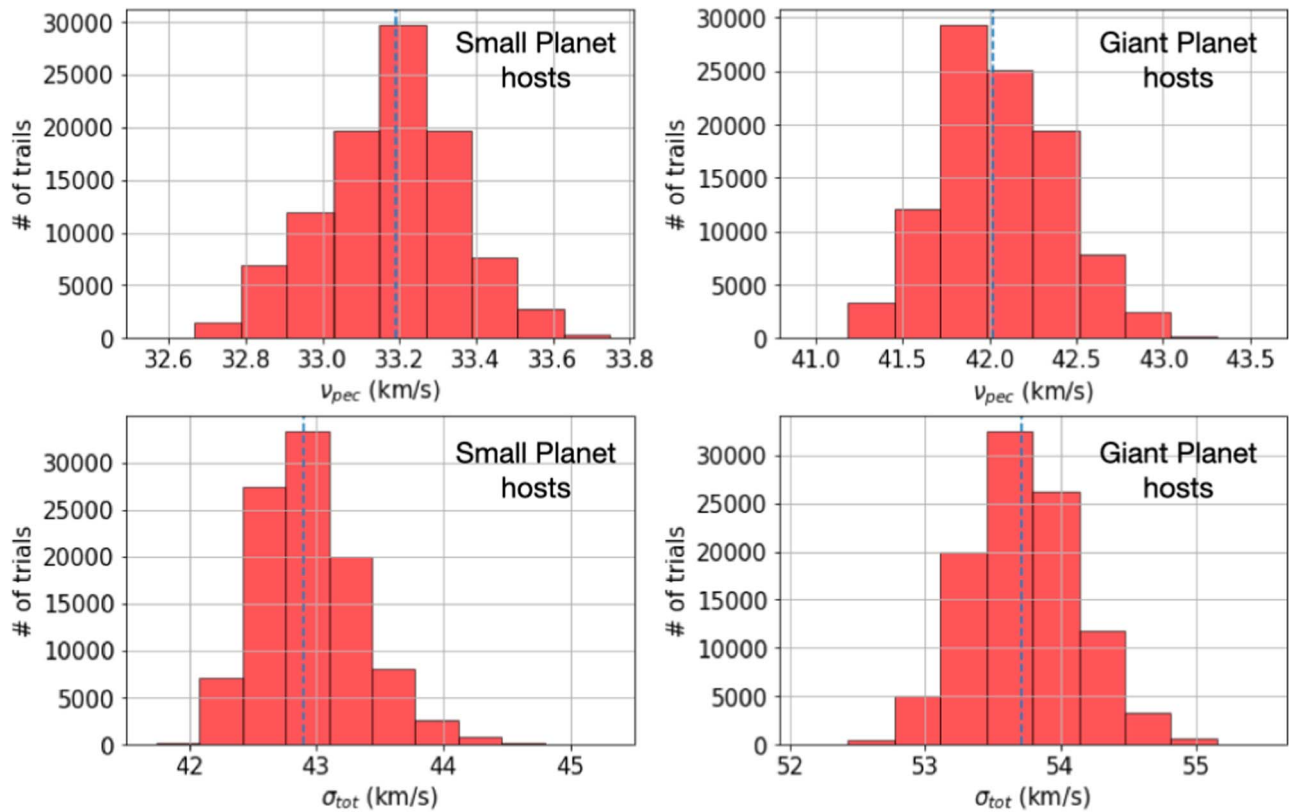 30000
25000
20000
15000
10000
5000
0
# of trails
Small Planet
hosts
32.6 32.8 33.0 33.2 33.4 33.6 33.8
νpec (km/s)
30000
25000
20000
15000
10000
5000
0
# of trails
Giant Planet
hosts
41.0 41.5 42.0 42.5 43.0 43.5
νpec (km/s)
30000
25000
20000
15000
10000
5000
0
# of trials
Small Planet
hosts
42 43 44 45
σtot (km/s)
30000
25000
20000
15000
10000
5000
0
# of trials
Giant Planet
hosts
52 53 54 55
σtot (km/s)